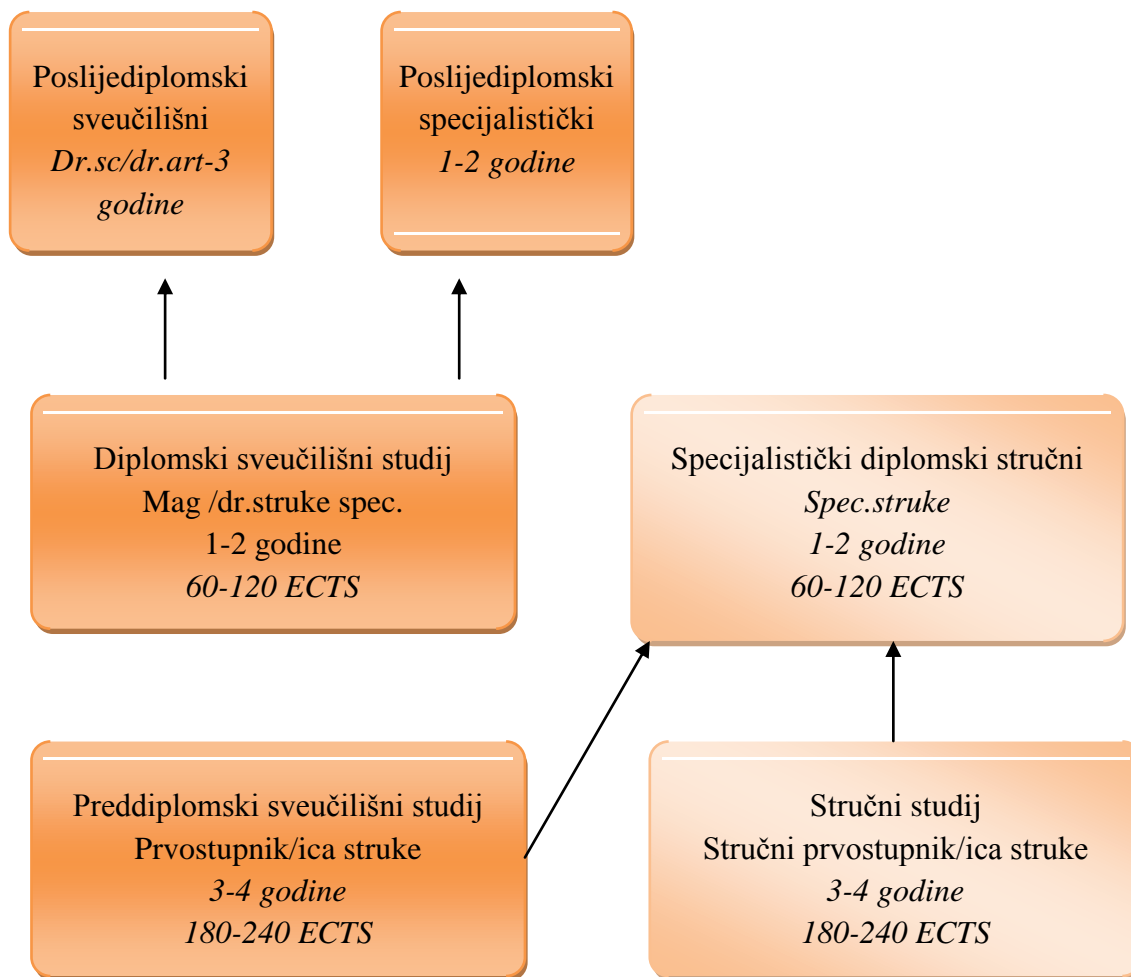 Poslijediplomski
sveučilišni
Dr.sc/dr.art-3
godine
Poslijediplomski
specijalistički
1-2 godine
Diplomski sveučilišni studij
Mag /dr.struke spec.
1-2 godine
60-120 ECTS
Specijalistički diplomski stručni
Spec.struke
1-2 godine
60-120 ECTS
Preddiplomski sveučilišni studij
Prvostupnik/ica struke
3-4 godine
180-240 ECTS
Stručni studij
Stručni prvostupnik/ica struke
3-4 godine
180-240 ECTS